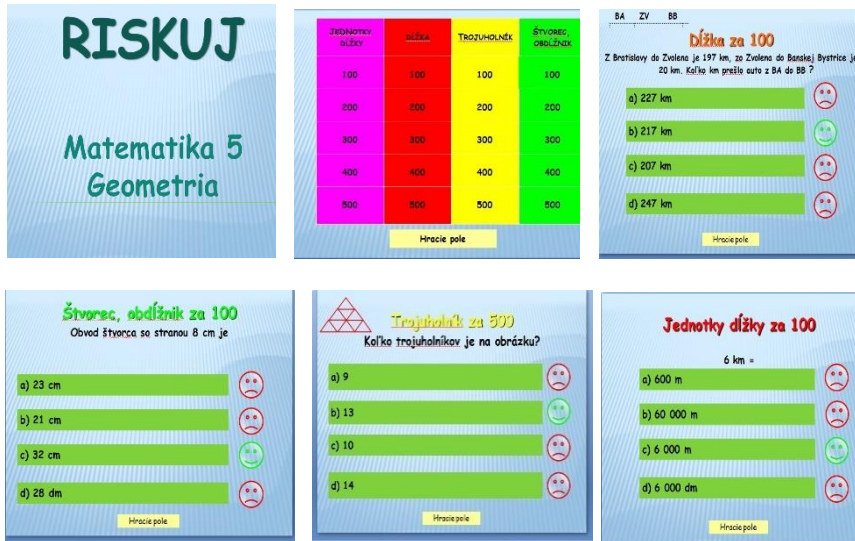 RISKUJ
Matematika 5
Geometria
JEDNOTKY DĹŽKY
DĹŽKA
TROJUHOLNÍK
ŠTVOREC, OBDĹŽNIK
100 100 100 100
200 200 200 200
300 300 300 300
400 400 400 400
500 500 500 500
Hracie pole
BA ZV BB
Dĺžka za 100
Z Bratislavy do Zvolena je 197 km, zo Zvolena do Banskej Bystrice je
20 km. Koľko km prešlo auto z BA do BB ?
a) 227 km
b) 217 km
c) 207 km
d) 247 km
Hracie pole
Štvorec, obdĺžnik za 100
Obvod štvorca so stranou 8 cm je
a) 23 cm
b) 21 cm
c) 32 cm
d) 28 dm
Hracie pole
Trojuholník za 500
Koľko trojuholníkov je na obrázku?
a) 9
b) 13
c) 10
d) 14
Hracie pole
Jednotky dĺžky za 100
6 km =
a) 600 m
b) 60 000 m
c) 6 000 m
d) 6 000 dm
Hracie pole